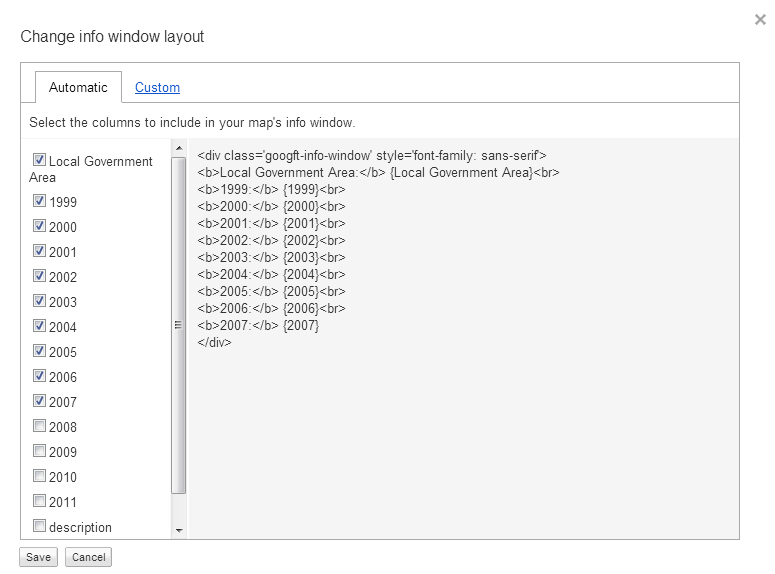 Change info window layout
Automatic
Custom
Select the columns to include in your map's info window.
Local Government
Area
1999
2000
2001
2002
2003
2004
2005
2006
2007
2008
2009
2010
2011
description
<div class='googft-info-window' style='font-family: sans-serif'>
<b>Local Government Area:</b> {Local Government Area}<br>
<b>1999:</b> {1999}<br>
<b>2000:</b> {2000}<br>
<b>2001:</b> {2001}<br>
<b>2002:</b> {2002}<br>
<b>2003:</b> {2003}<br>
<b>2004:</b> {2004}<br>
<b>2005:</b> {2005}<br>
<b>2006:</b> {2006}<br>
<b>2007:</b> {2007}
</div>
Save
Cancel